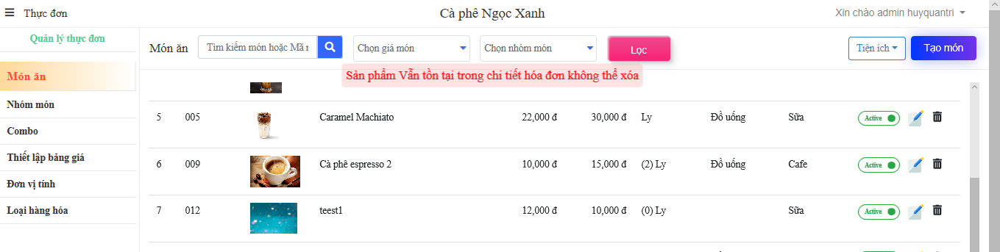 Thực đơn
Cà phê Ngọc Xanh
Xin chào admin huyquantri
Quản lý thực đơn
Món ăn
Nhóm món
Combo
Thiết lập bảng giá
Đơn vị tính
Loại hàng hóa
Món ăn
Tìm kiếm món hoặc Mã
Chọn giá món
Chọn nhóm món
Lọc
Tiện ích
Tạo món
Sản phẩm Vẫn tồn tại trong chi tiết hóa đơn không thể xóa
5 005 Caramel Machiato 22,000 đ 30,000 đ Ly Đồ uống Sữa Active
6 009 Cà phê espresso 2 10,000 đ 15,000 đ (2) Ly Đồ uống Cafe Active
7 012 teest1 12,000 đ 10,000 đ (0) Ly Sữa Active